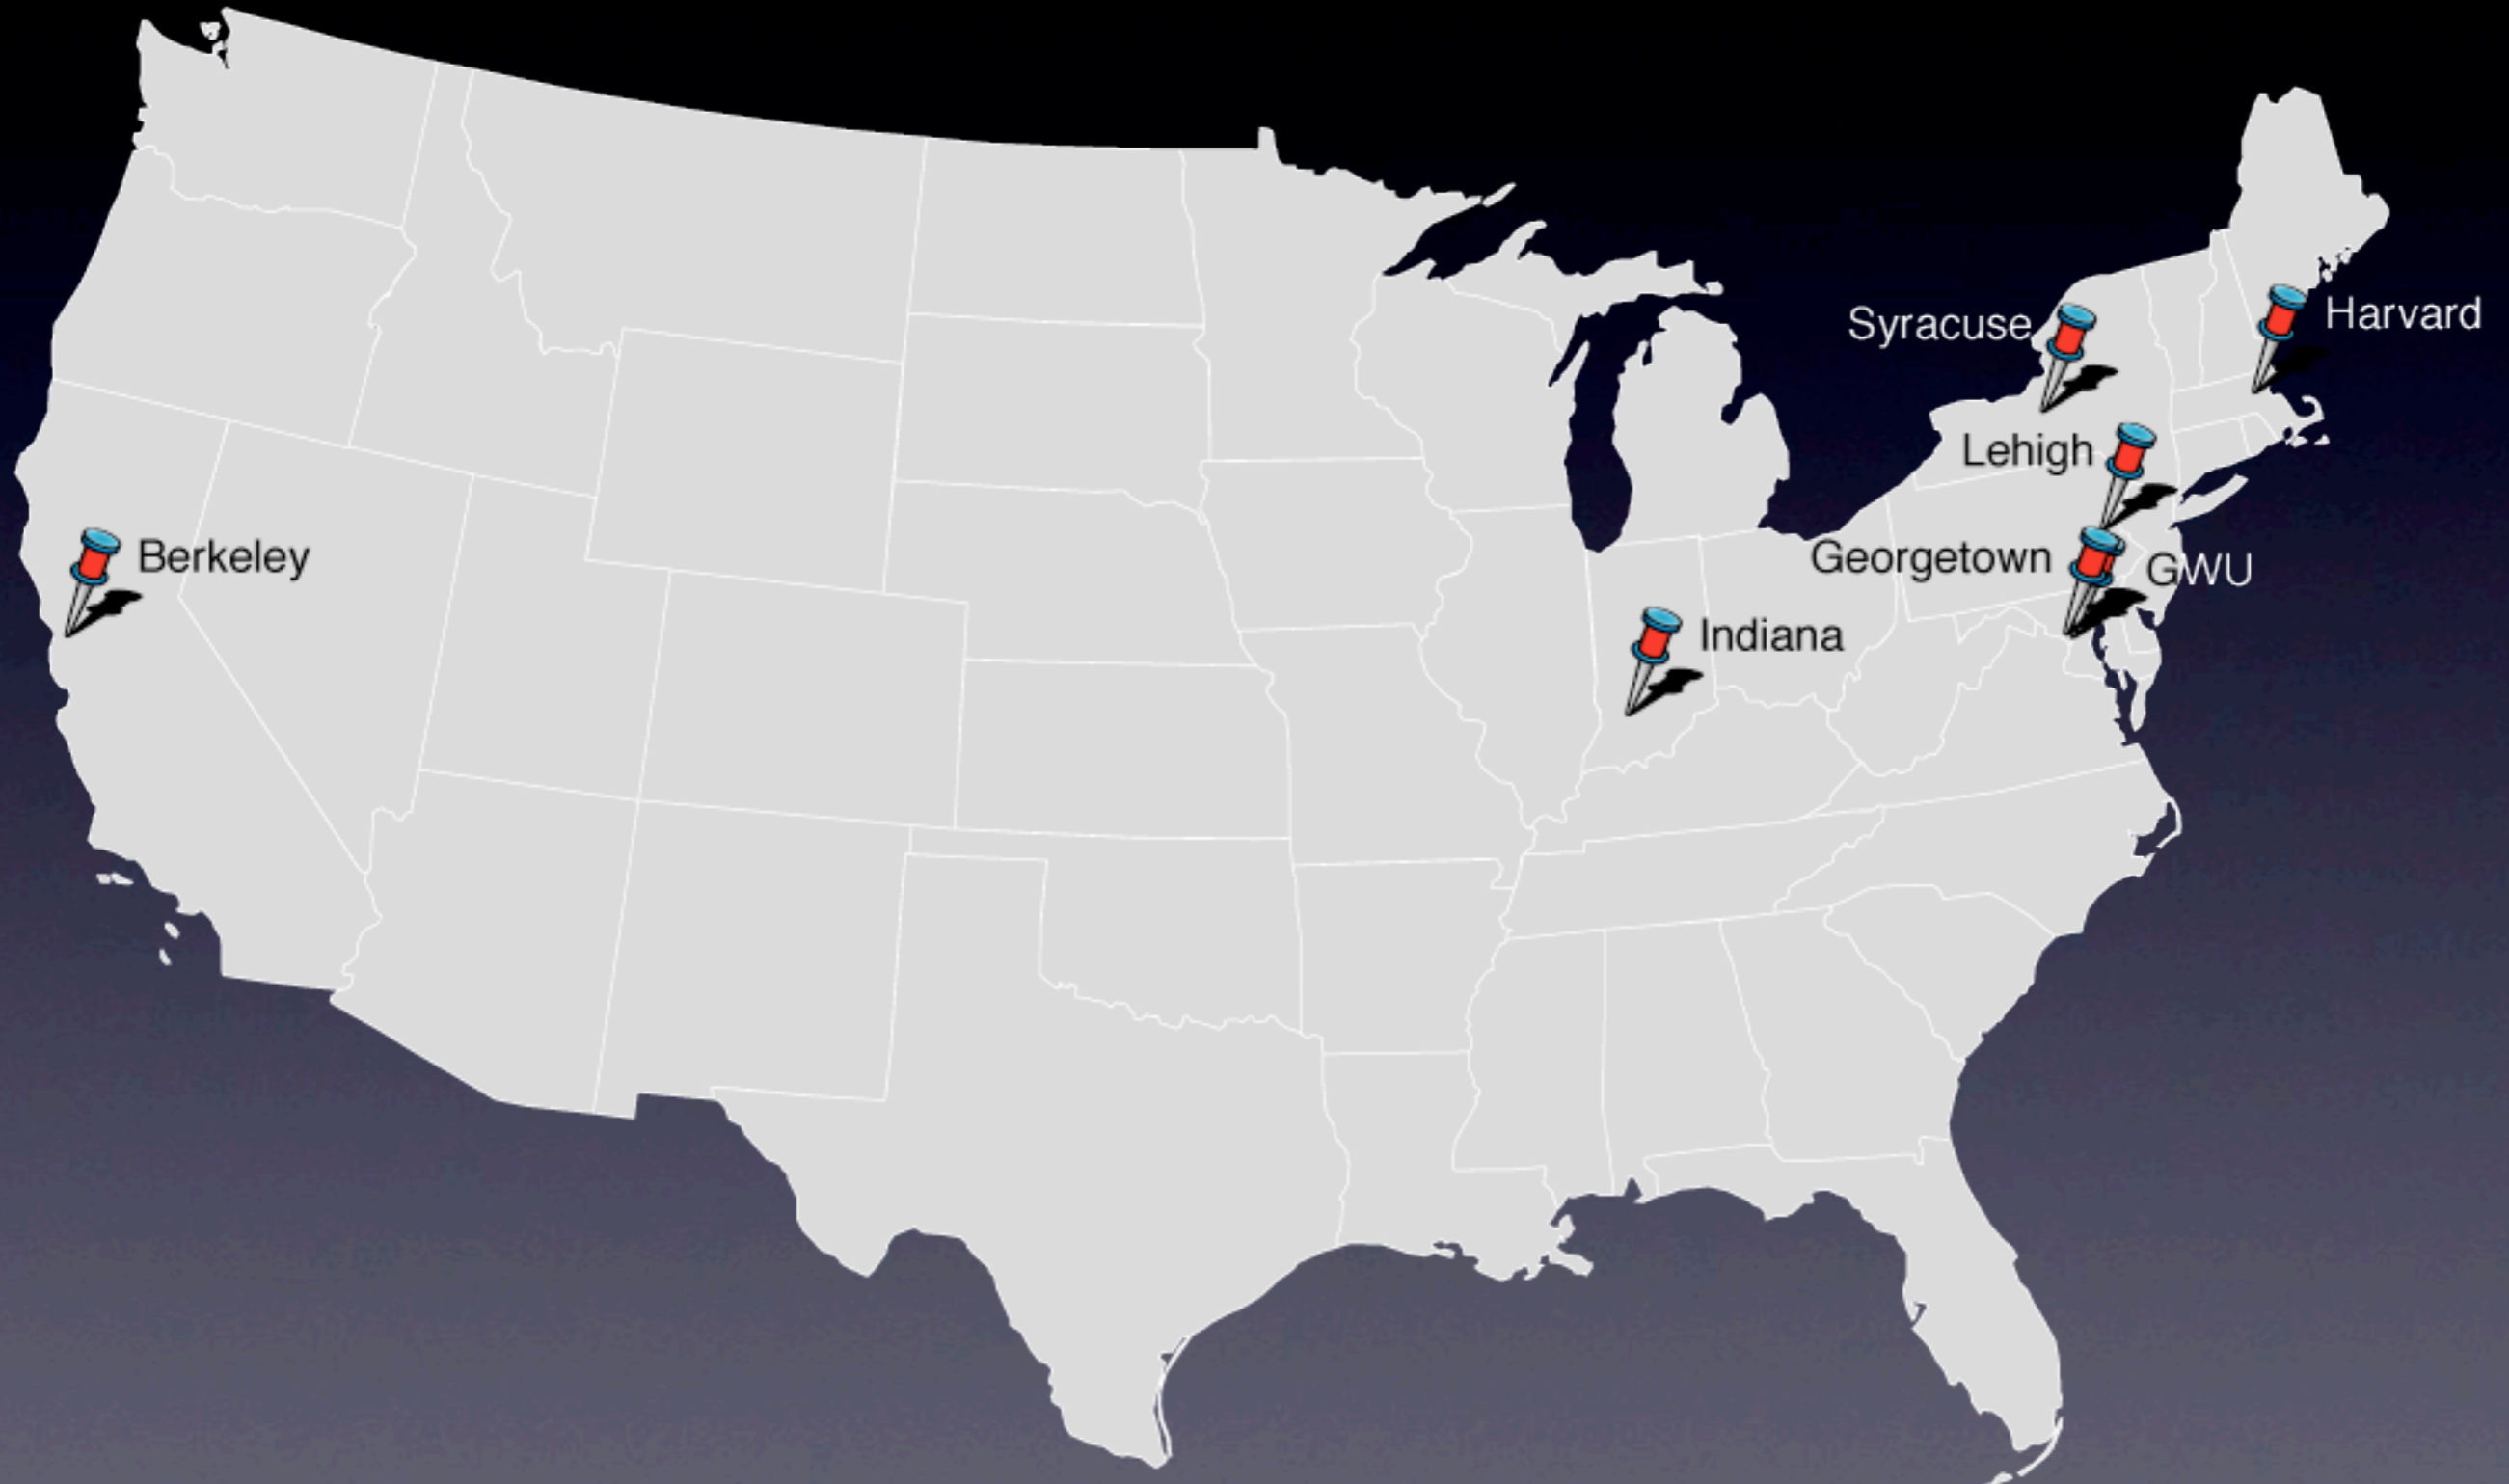 Harvard
Syracuse
Lehigh
Berkeley
Georgetown
GWU
Indiana